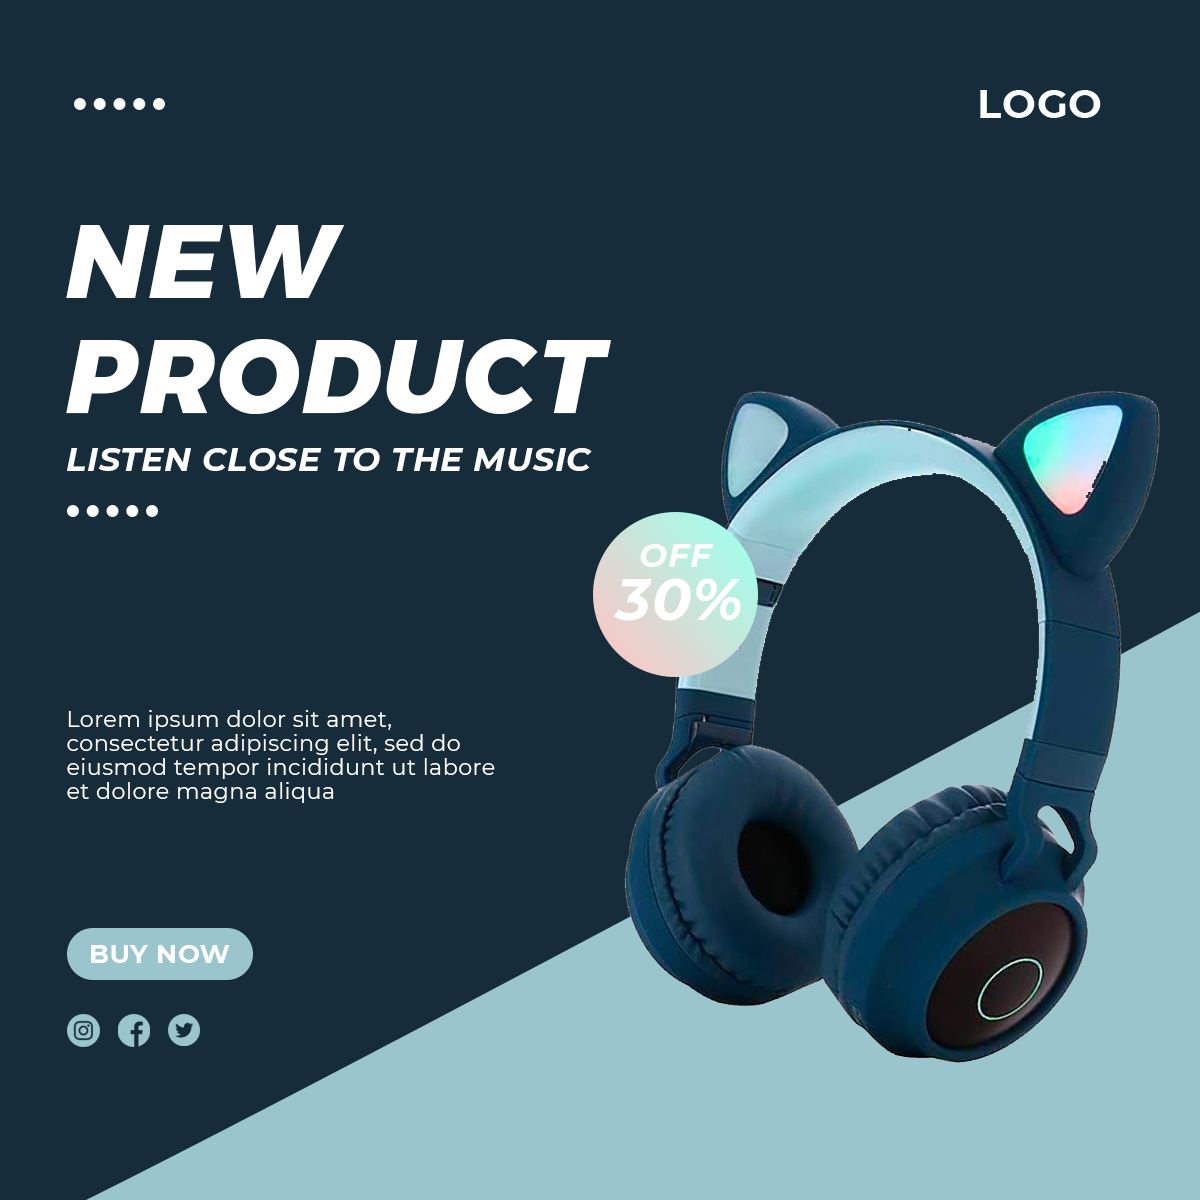 LOGO
NEW
PRODUCT
LISTEN CLOSE TO THE MUSIC
OFF
30%
Lorem ipsum dolor sit amet,
consectetur adipiscing elit, sed do
eiusmod tempor incididunt ut labore
et dolore magna aliqua
BUY NOW